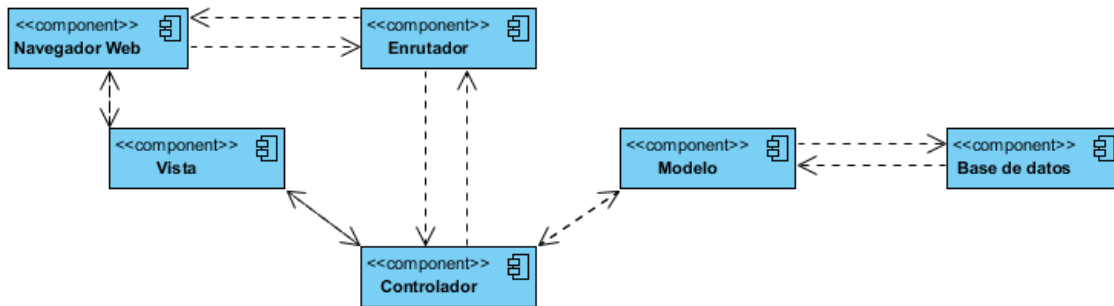 <<component>>
Navegador Web
<<component>>
Enrutador
<<component>>
Vista
<<component>>
Modelo
<<component>>
Base de datos
<<component>>
Controlador